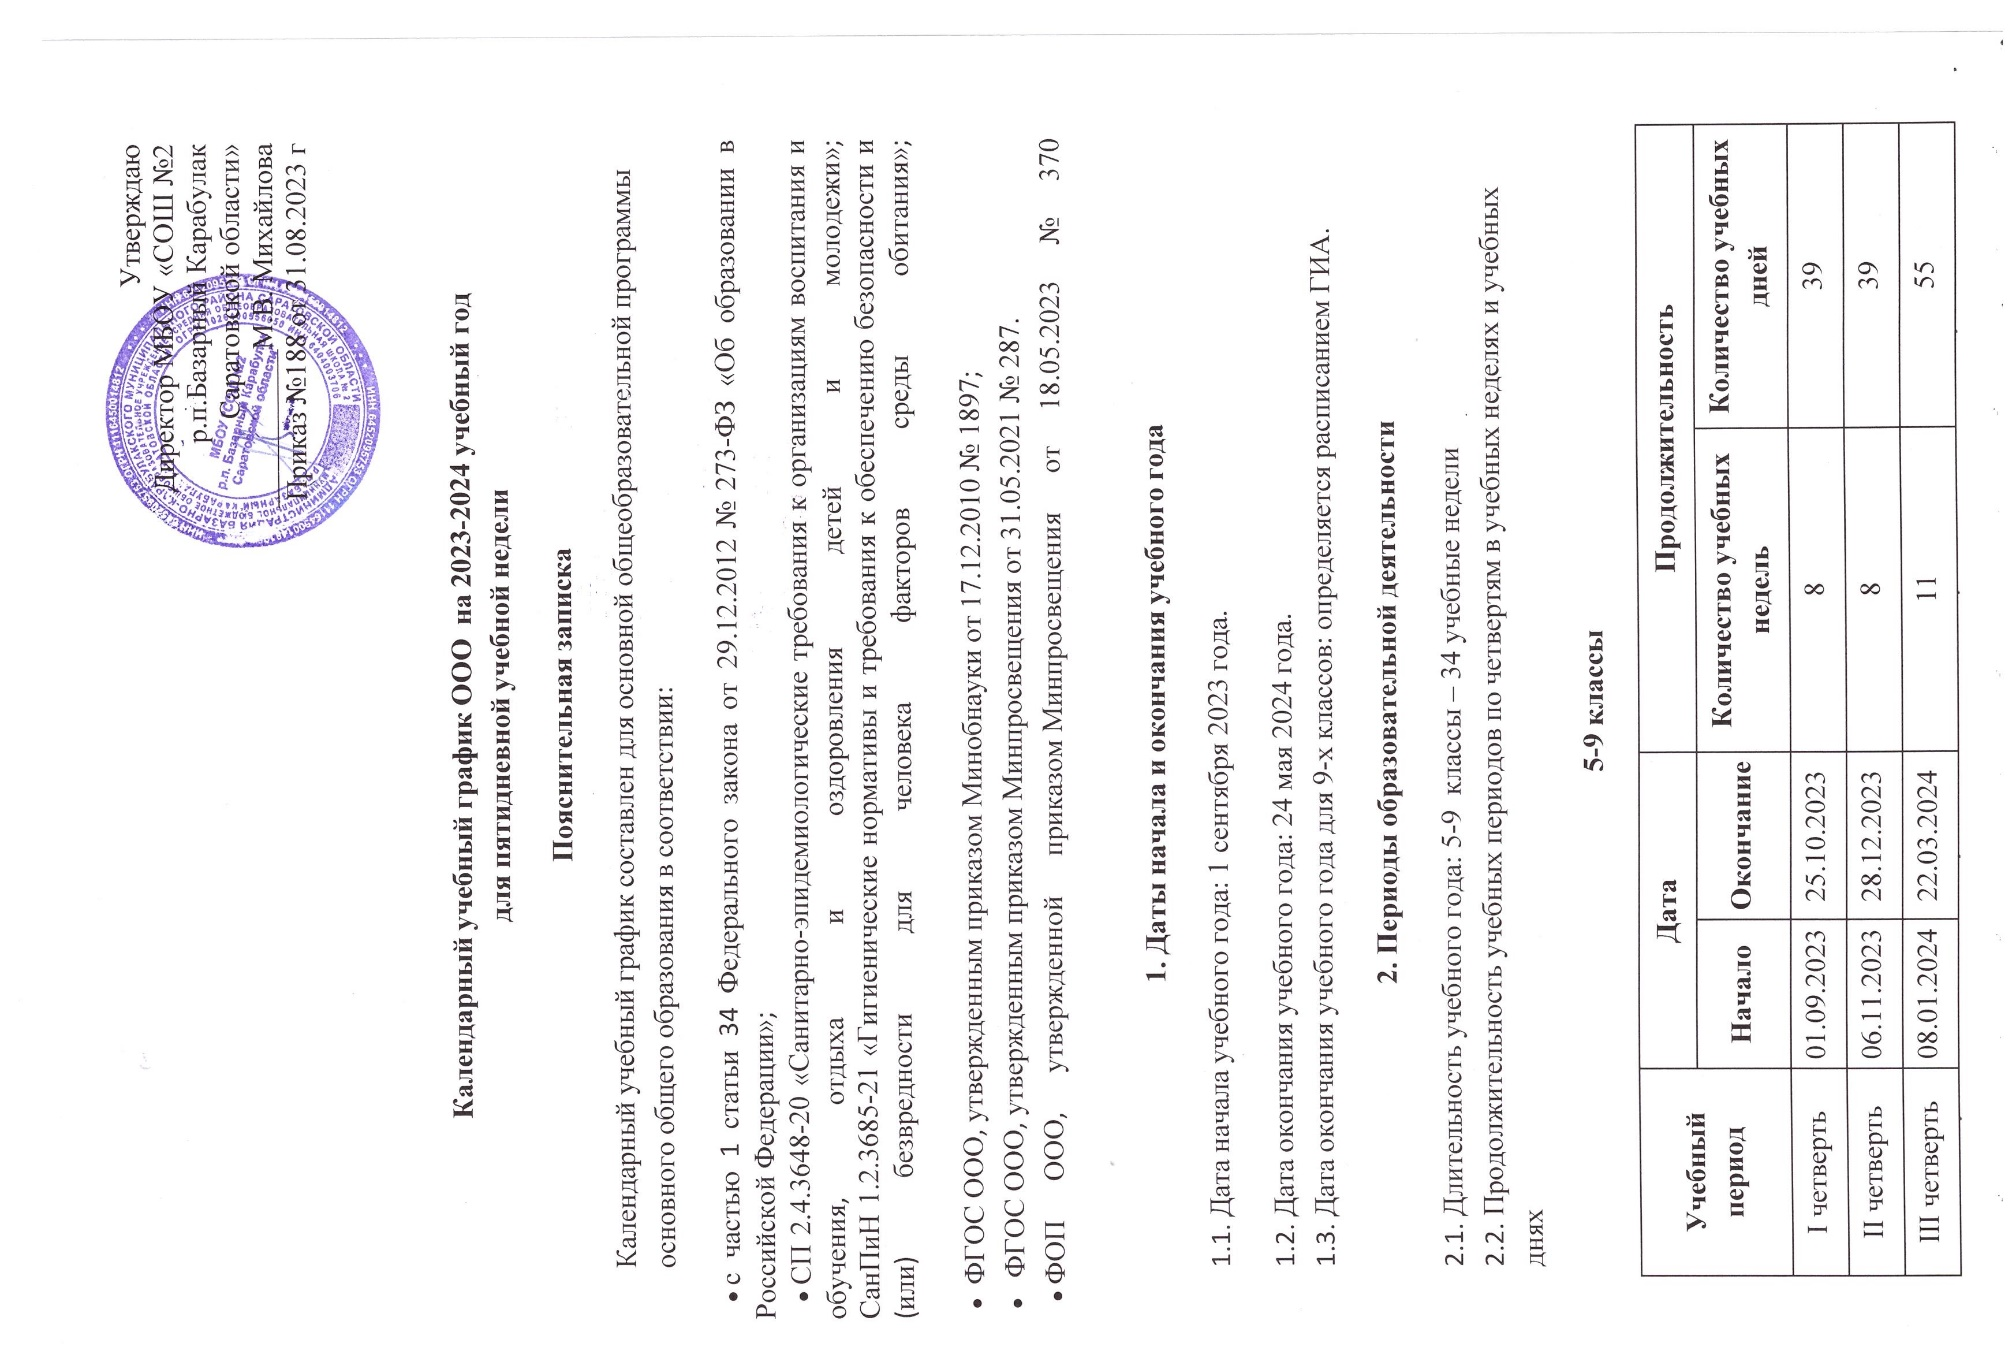 Утверждаю
Директор МБОУ «СОШ №2
р.п.Базарный Карабулак
Саратовской области»
М.В. Михайлова
Приказ №188 от 31.08.2023 г
МБОУ СОШ №2
р.п. Базарный Карабулак
Саратовской области
Календарный учебный график ООО на 2023-2024 учебный год
для пятидневной учебной недели
Пояснительная записка
Календарный учебный график составлен для основной общеобразовательной программы
основного общего образования в соответствии:
• с частью 1 статьи 34 Федерального закона от 29.12.2012 № 273-ФЗ «Об образовании в
Российской Федерации»;
• СП 2.4.3648-20 «Санитарно-эпидемиологические требования к организациям воспитания и
обучения, отдыха и оздоровления детей и молодежи»;
СанПиН 1.2.3685-21 «Гигиенические нормативы и требования к обеспечению безопасности и
(или) безвредности для человека факторов среды обитания»;
• ФГОС ООО, утвержденным приказом Минобнауки от 17.12.2010 № 1897;
• ФГОС ООО, утвержденным приказом Минпросвещения от 31.05.2021 № 287.
• ФОП ООО, утвержденной приказом Минпросвещения от 18.05.2023 № 370
1. Даты начала и окончания учебного года
1.1. Дата начала учебного года: 1 сентября 2023 года.
1.2. Дата окончания учебного года: 24 мая 2024 года.
1.3. Дата окончания учебного года для 9-х классов: определяется расписанием ГИА.
2. Периоды образовательной деятельности
2.1. Длительность учебного года: 5-9 классы – 34 учебные недели
2.2. Продолжительность учебных периодов по четвертям в учебных неделях и учебных
днях
5-9 классы
Учебный период Дата Продолжительность
Начало Окончание Количество учебных недель Количество учебных дней
I четверть 01.09.2023 25.10.2023 8 39
II четверть 06.11.2023 28.12.2023 8 39
III четверть 08.01.2024 22.03.2024 11 55